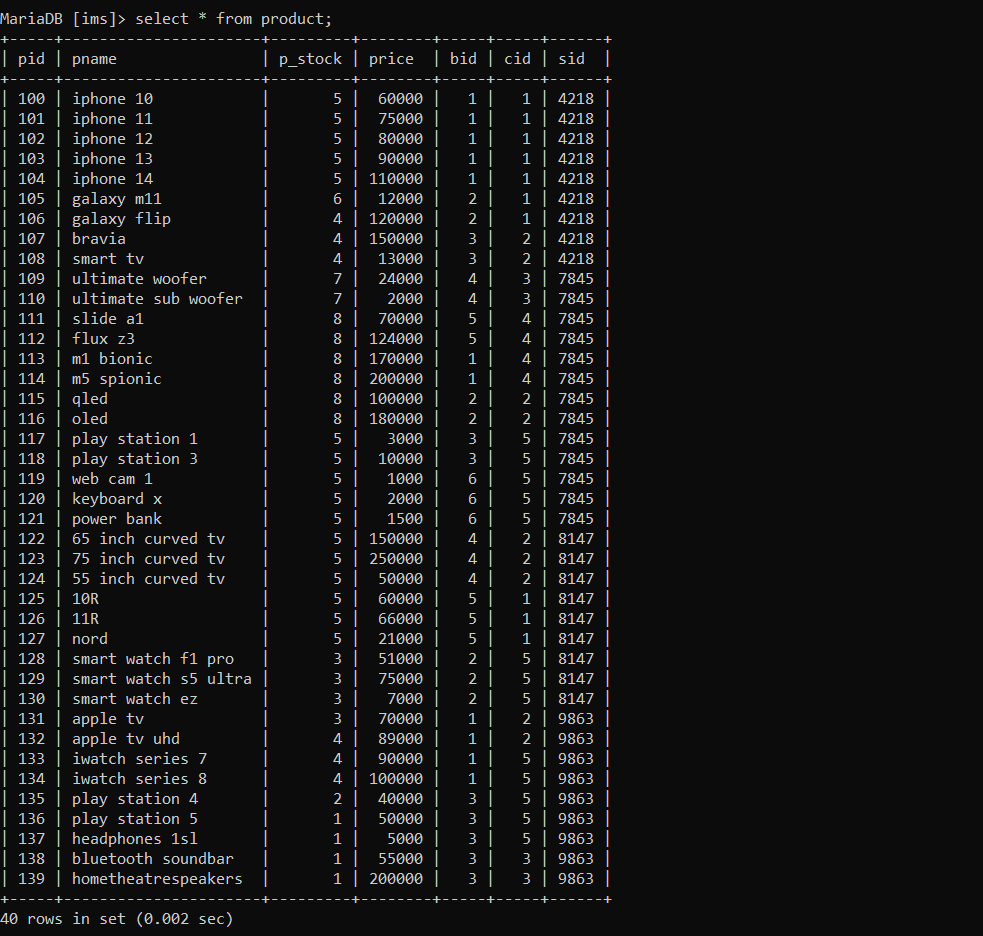 MariaDB [ims]> select * from product;
+-----+----------------------+---------+--------+-----+-----+------+
| pid | pname                | p_stock | price  | bid | cid | sid  |
+-----+----------------------+---------+--------+-----+-----+------+
| 100 | iphone 10            |       5 |  60000 |   1 |   1 | 4218 |
| 101 | iphone 11            |       5 |  75000 |   1 |   1 | 4218 |
| 102 | iphone 12            |       5 |  80000 |   1 |   1 | 4218 |
| 103 | iphone 13            |       5 |  90000 |   1 |   1 | 4218 |
| 104 | iphone 14            |       5 | 110000 |   1 |   1 | 4218 |
| 105 | galaxy m11           |       6 |  12000 |   2 |   1 | 4218 |
| 106 | galaxy flip          |       4 | 120000 |   2 |   1 | 4218 |
| 107 | bravia               |       4 | 150000 |   3 |   2 | 4218 |
| 108 | smart tv             |       4 |  13000 |   3 |   2 | 4218 |
| 109 | ultimate woofer      |       7 |  24000 |   4 |   3 | 7845 |
| 110 | ultimate sub woofer  |       7 |   2000 |   4 |   3 | 7845 |
| 111 | slide a1             |       8 |  70000 |   5 |   4 | 7845 |
| 112 | flux z3              |       8 | 124000 |   5 |   4 | 7845 |
| 113 | m1 bionic            |       8 | 170000 |   1 |   4 | 7845 |
| 114 | m5 spionic           |       8 | 200000 |   1 |   4 | 7845 |
| 115 | qled                 |       8 | 100000 |   2 |   2 | 7845 |
| 116 | oled                 |       8 | 180000 |   2 |   2 | 7845 |
| 117 | play station 1       |       5 |   3000 |   3 |   5 | 7845 |
| 118 | play station 3       |       5 |  10000 |   3 |   5 | 7845 |
| 119 | web cam 1            |       5 |   1000 |   6 |   5 | 7845 |
| 120 | keyboard x           |       5 |   2000 |   6 |   5 | 7845 |
| 121 | power bank           |       5 |   1500 |   6 |   5 | 7845 |
| 122 | 65 inch curved tv    |       5 | 150000 |   4 |   2 | 8147 |
| 123 | 75 inch curved tv    |       5 | 250000 |   4 |   2 | 8147 |
| 124 | 55 inch curved tv    |       5 |  50000 |   4 |   2 | 8147 |
| 125 | 10R                  |       5 |  60000 |   5 |   1 | 8147 |
| 126 | 11R                  |       5 |  66000 |   5 |   1 | 8147 |
| 127 | nord                 |       5 |  21000 |   5 |   1 | 8147 |
| 128 | smart watch f1 pro   |       3 |  51000 |   2 |   5 | 8147 |
| 129 | smart watch s5 ultra |       3 |  75000 |   2 |   5 | 8147 |
| 130 | smart watch ez       |       3 |   7000 |   2 |   5 | 8147 |
| 131 | apple tv             |       3 |  70000 |   1 |   2 | 9863 |
| 132 | apple tv uhd         |       4 |  89000 |   1 |   2 | 9863 |
| 133 | iwatch series 7      |       4 |  90000 |   1 |   5 | 9863 |
| 134 | iwatch series 8      |       4 | 100000 |   1 |   5 | 9863 |
| 135 | play station 4       |       2 |  40000 |   3 |   5 | 9863 |
| 136 | play station 5       |       1 |  50000 |   3 |   5 | 9863 |
| 137 | headphones 1sl       |       1 |   5000 |   3 |   5 | 9863 |
| 138 | bluetooth soundbar   |       1 |  55000 |   3 |   3 | 9863 |
| 139 | hometheatrespeakers  |       1 | 200000 |   3 |   3 | 9863 |
+-----+----------------------+---------+--------+-----+-----+------+
40 rows in set (0.002 sec)